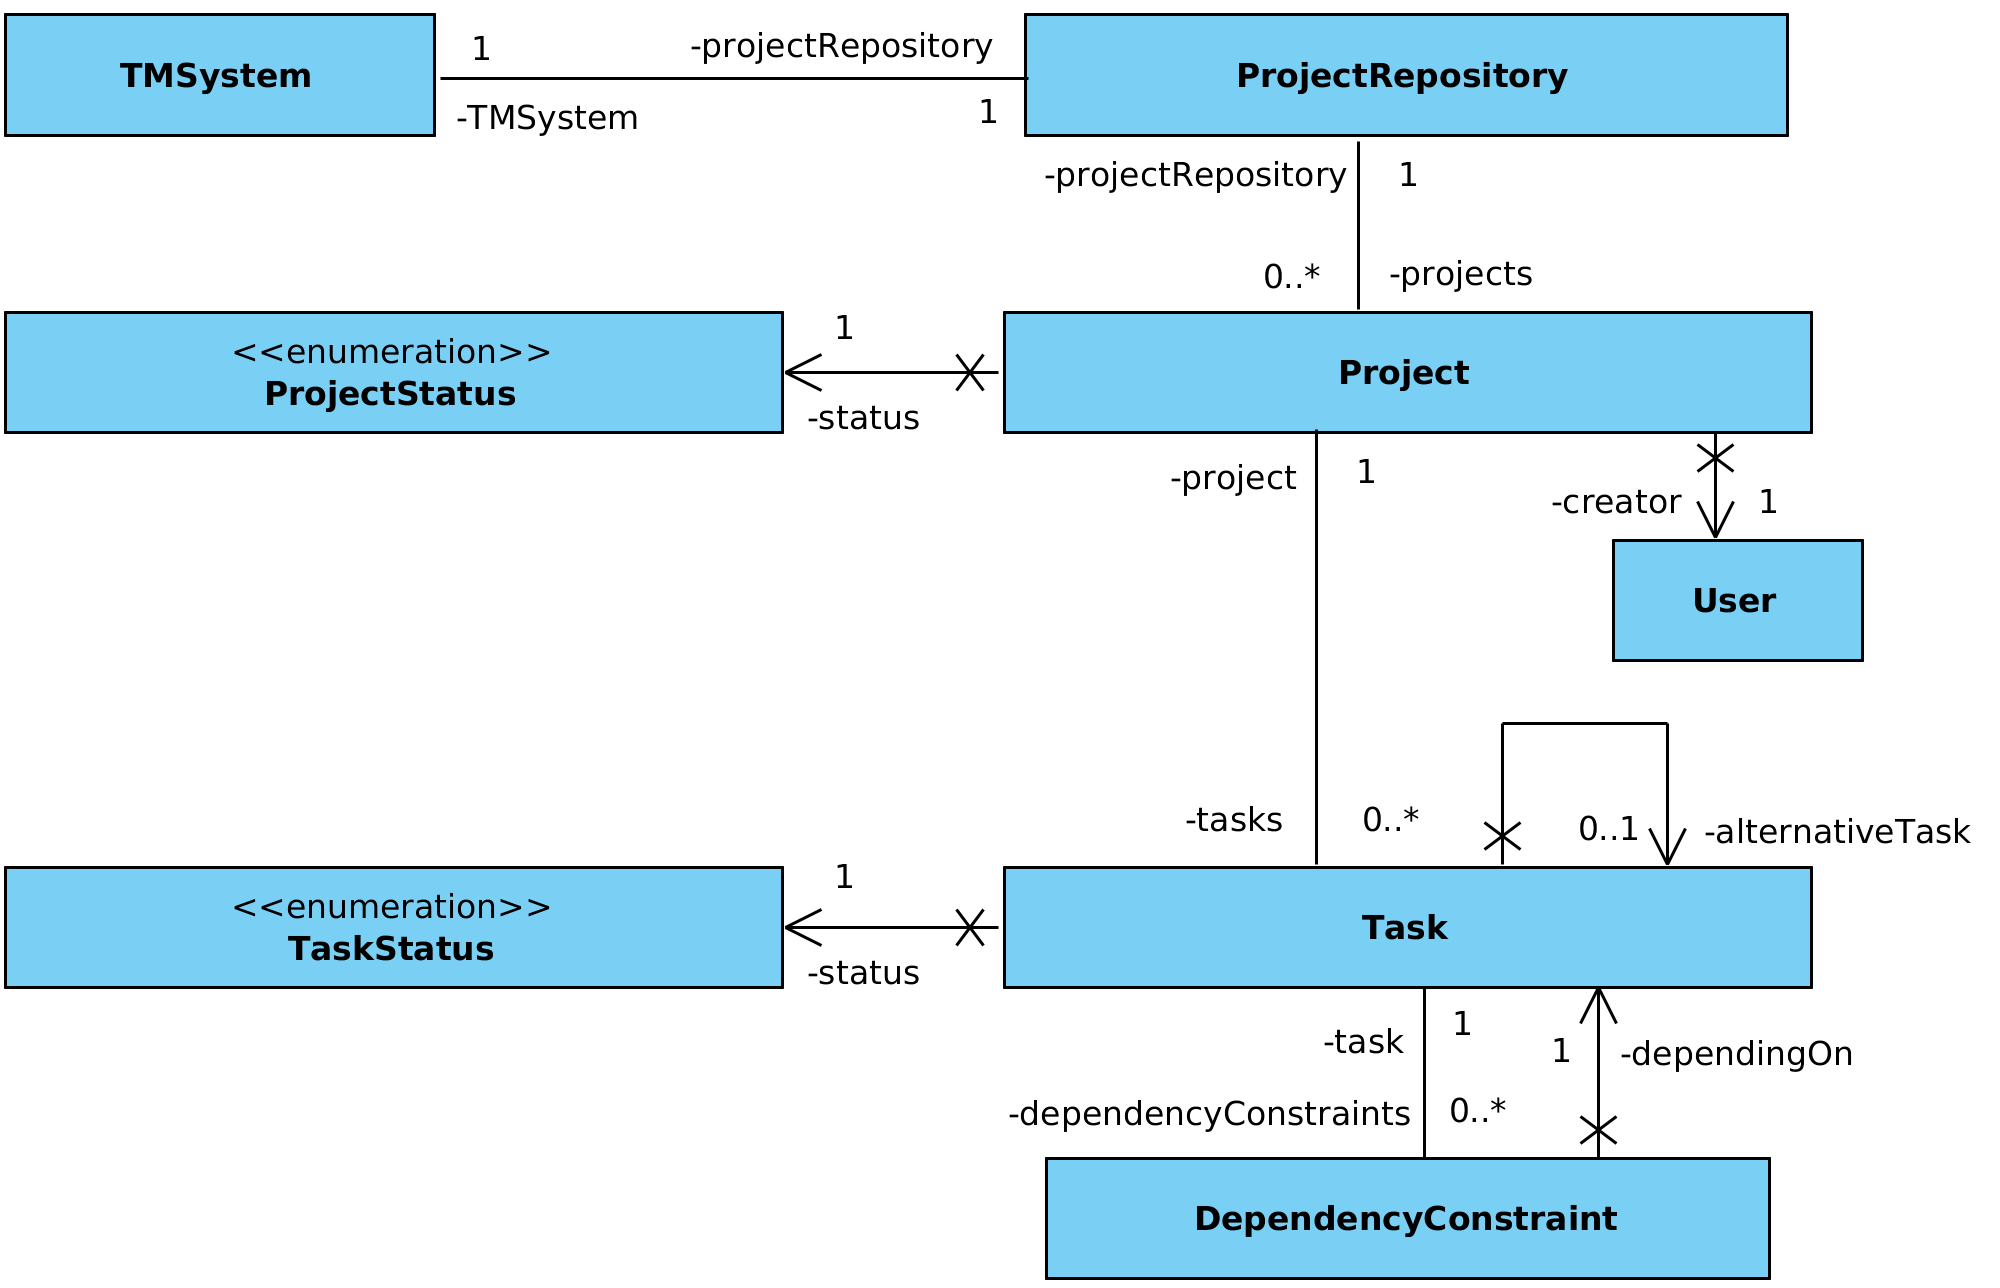 TMSystem
1
-projectRepository
-TMSystem
1
ProjectRepository
-projectRepository
1
0..*
-projects
<<enumeration>>
ProjectStatus
1
-status
Project
-project
1
-creator
1
User
-tasks
0..*
0..1
-alternativeTask
<<enumeration>>
TaskStatus
1
-status
Task
-task
1
1
-dependingOn
-dependencyConstraints
0..*
DependencyConstraint